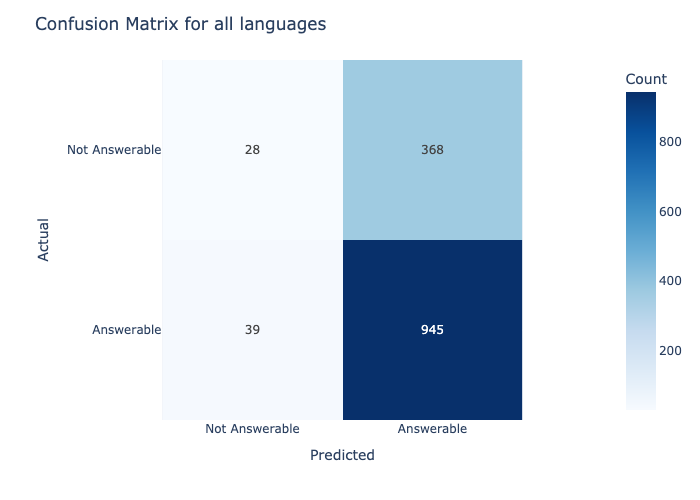 Confusion Matrix for all languages
Count
Not Answerable
28
368
800
600
Actual
400
Answerable
39
945
200
Not Answerable
Answerable
Predicted